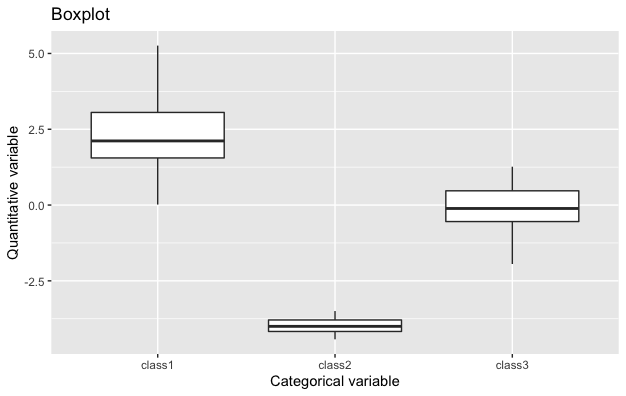 Boxplot
Quantitative variable
5.0
2.5
0.0
-2.5
class1 class2 class3
Categorical variable